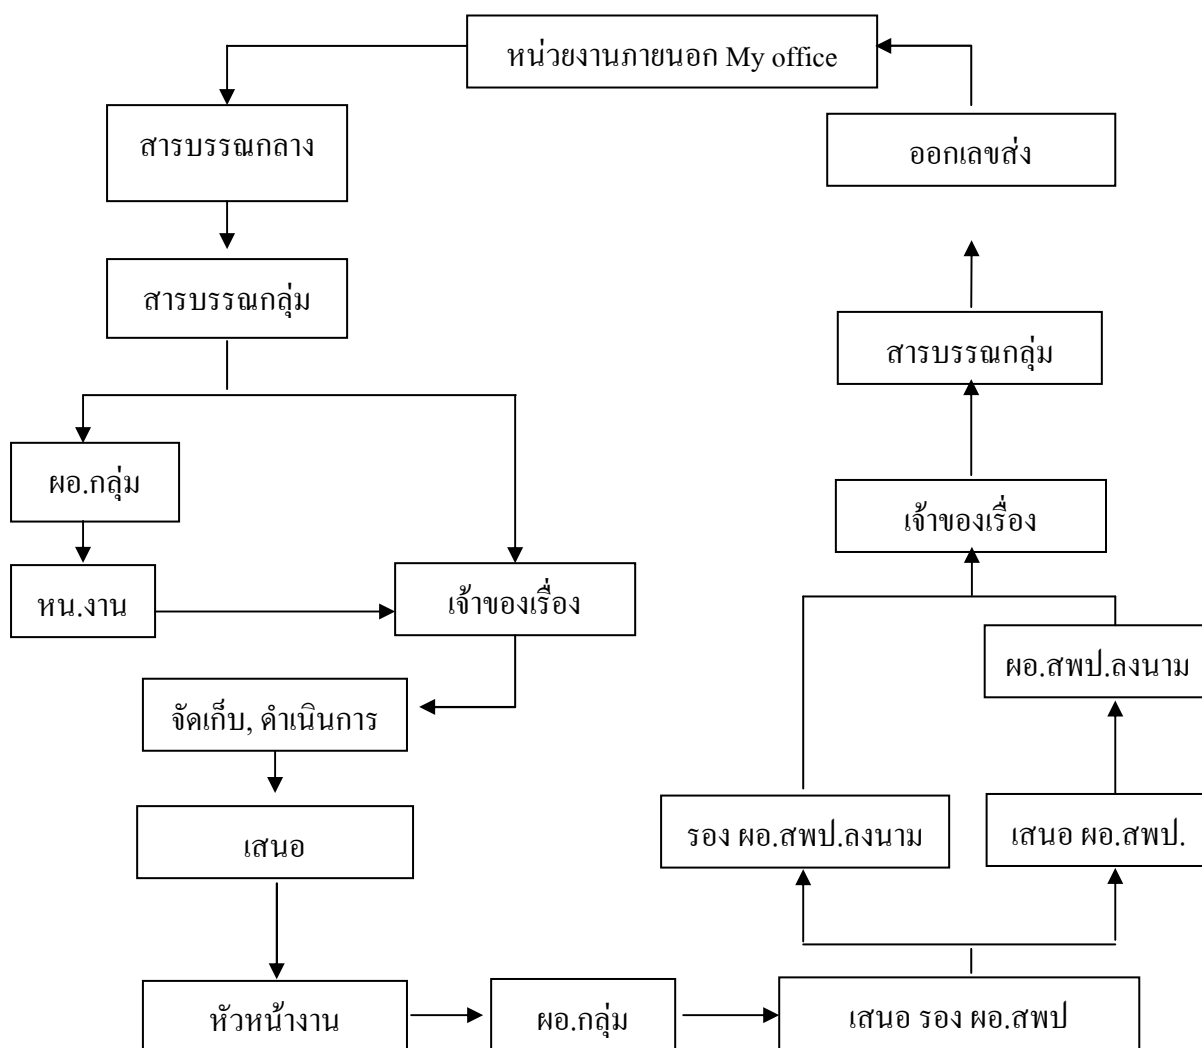 หน่วยงานภายนอก My office
สารบรรณกลาง
ออกเลขส่ง
สารบรรณกลุ่ม
สารบรรณกลุ่ม
ผอ.กลุ่ม
เจ้าของเรื่อง
หน.งาน
เจ้าของเรื่อง
ผอ.สพป.ลงนาม
จัดเก็บ, ดำเนินการ
เสนอ
รอง ผอ.สพป.ลงนาม
เสนอ ผอ.สพป.
หัวหน้างาน
ผอ.กลุ่ม
เสนอ รอง ผอ.สพป